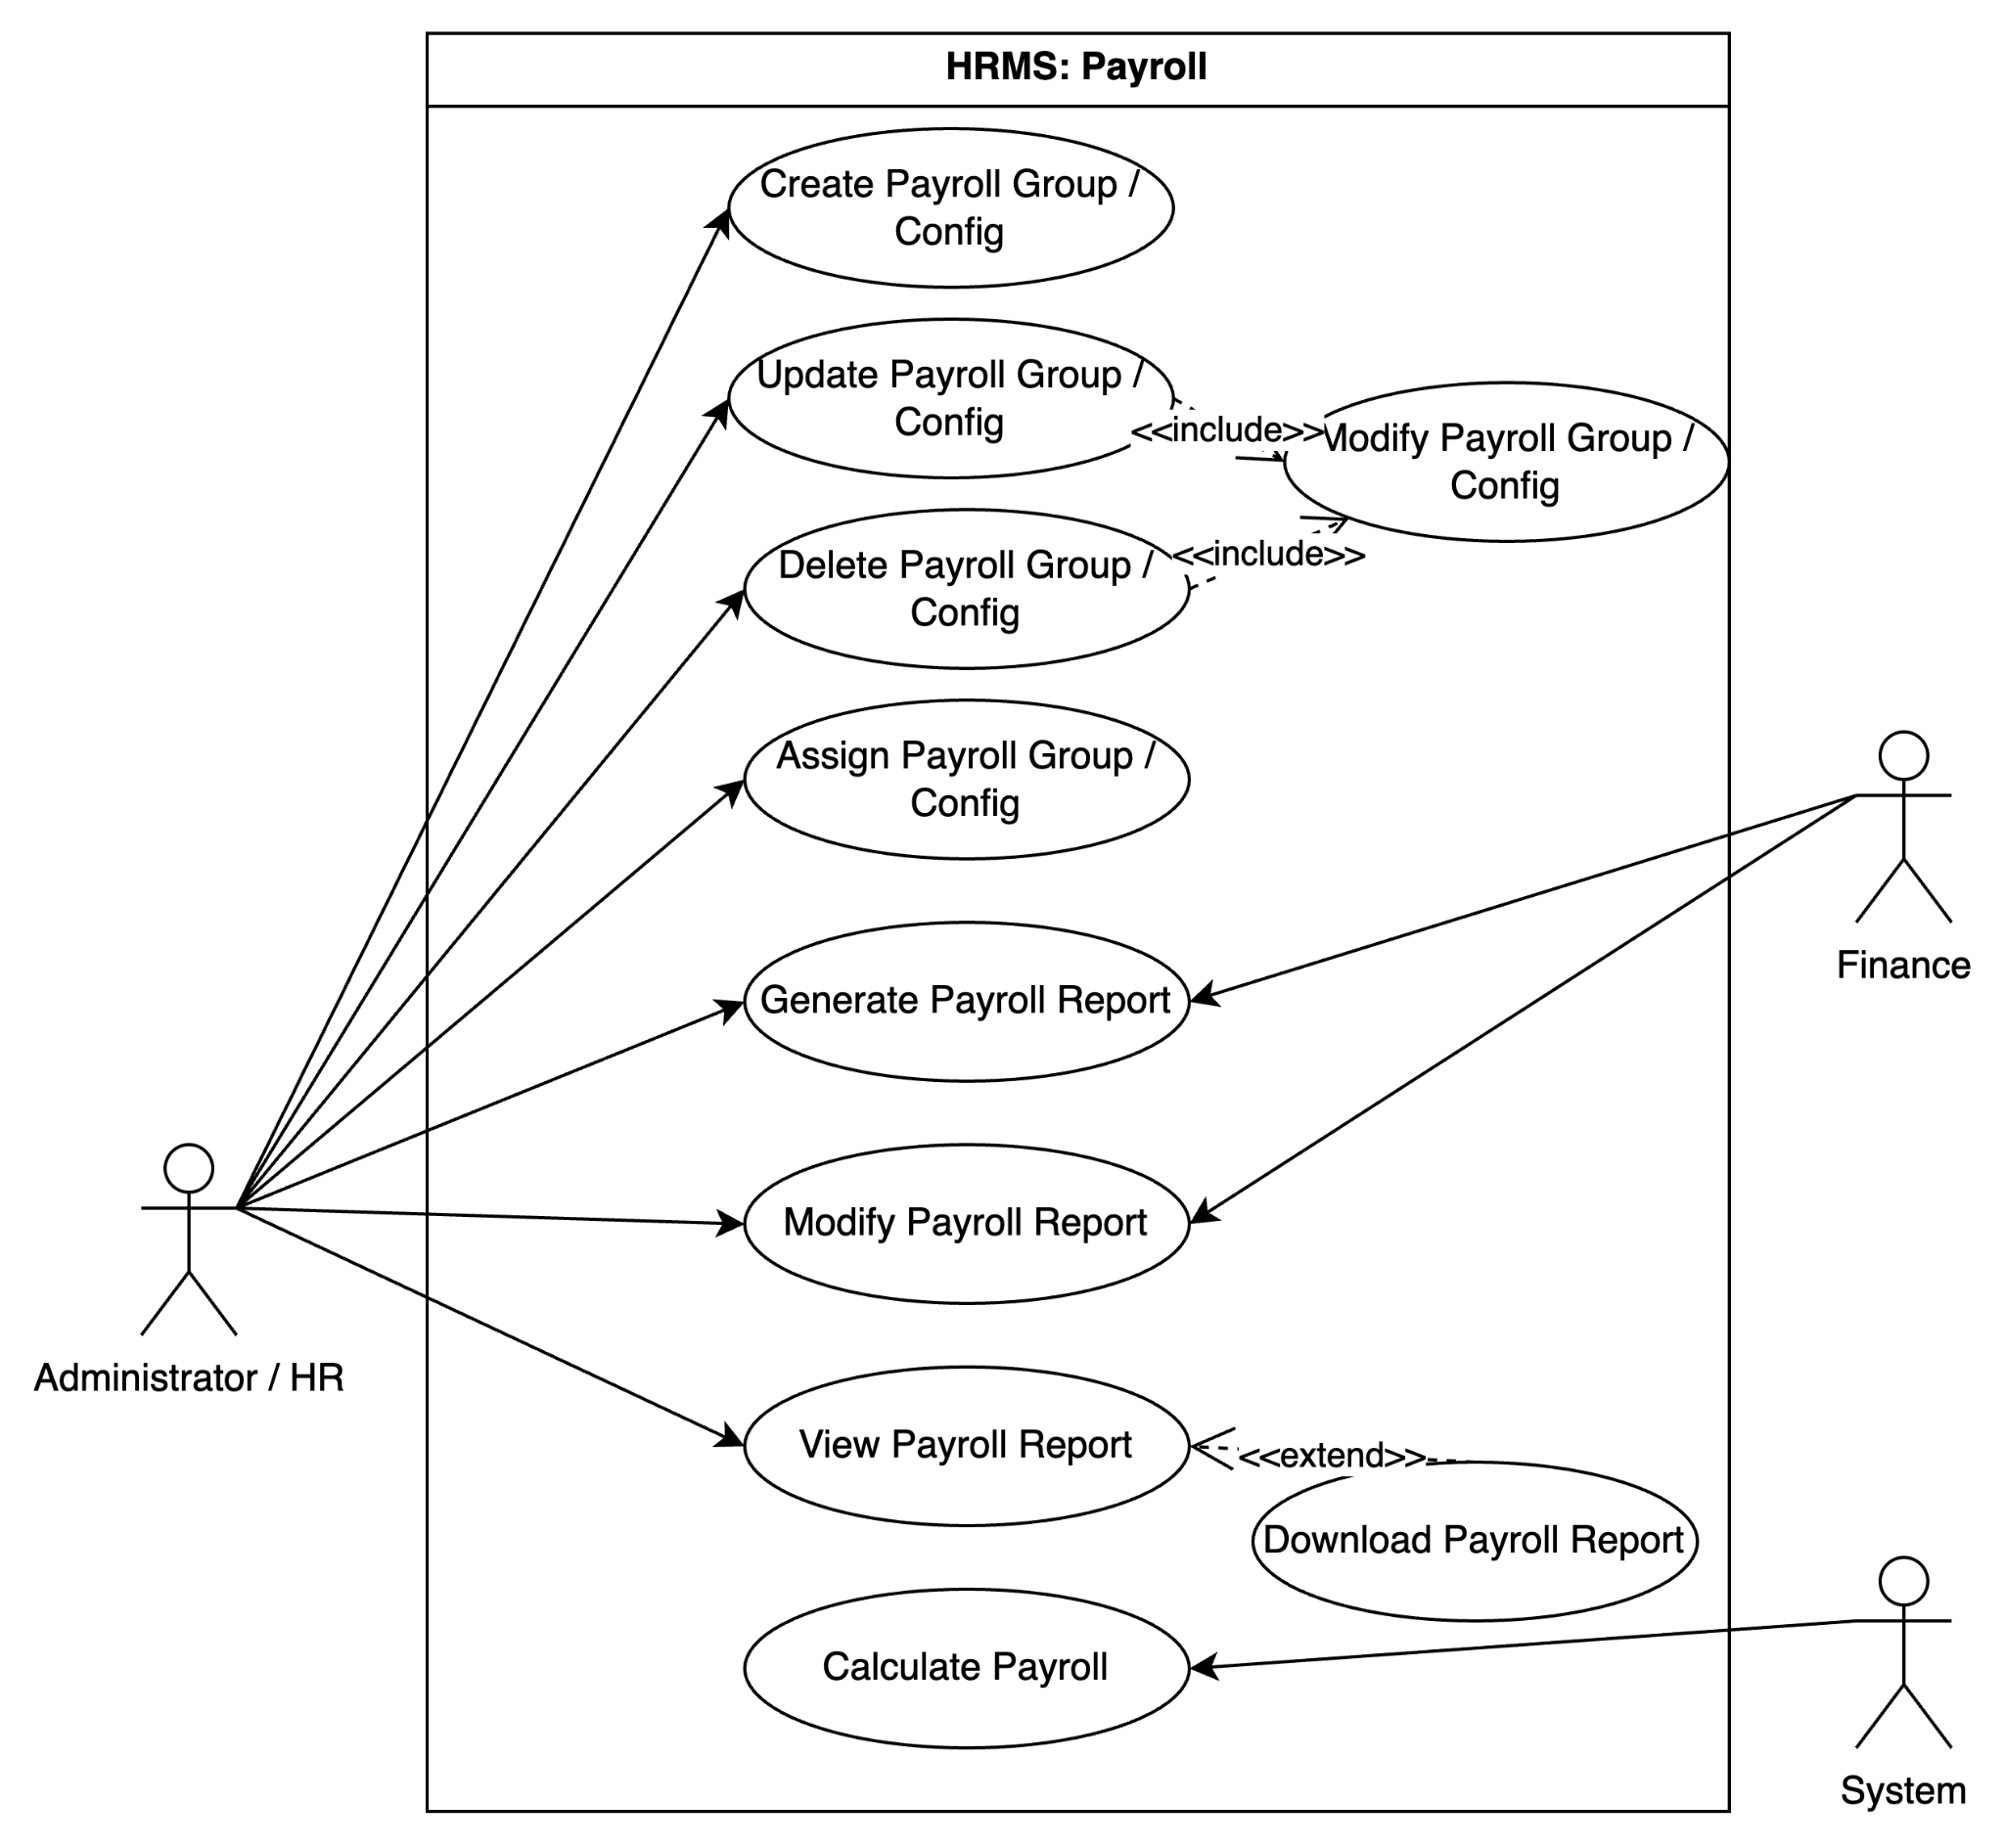 HRMS: Payroll
Create Payroll Group /
Config
Update Payroll Group /
Config
<<include>>
Modify Payroll Group /
Config
Delete Payroll Group /
Config
<<include>>
Assign Payroll Group /
Config
Finance
Generate Payroll Report
Modify Payroll Report
Administrator / HR
View Payroll Report
<<extend>>
Download Payroll Report
Calculate Payroll
System